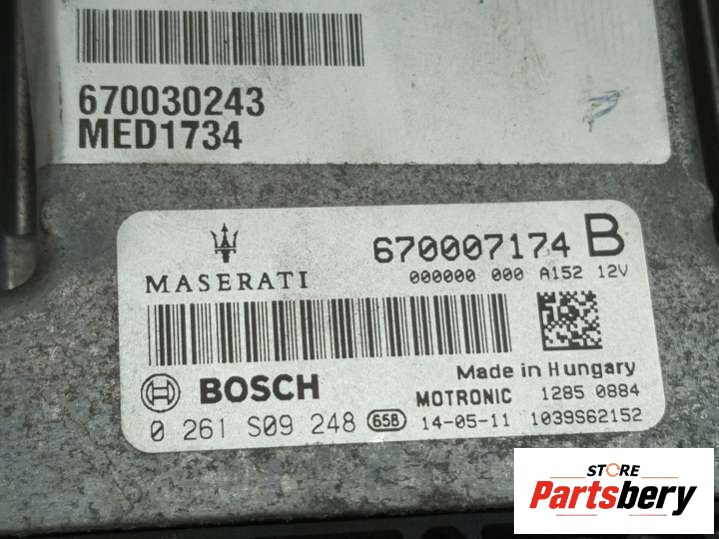 670030243
MED1734
MASERATI
670007174 B
000000 000 A152 12V
Made in Hungary
BOSCH
MOTRONIC 1285 0884
0 261 S09 248 65B 14-05-11 1039S62152
STORE
Partsbery